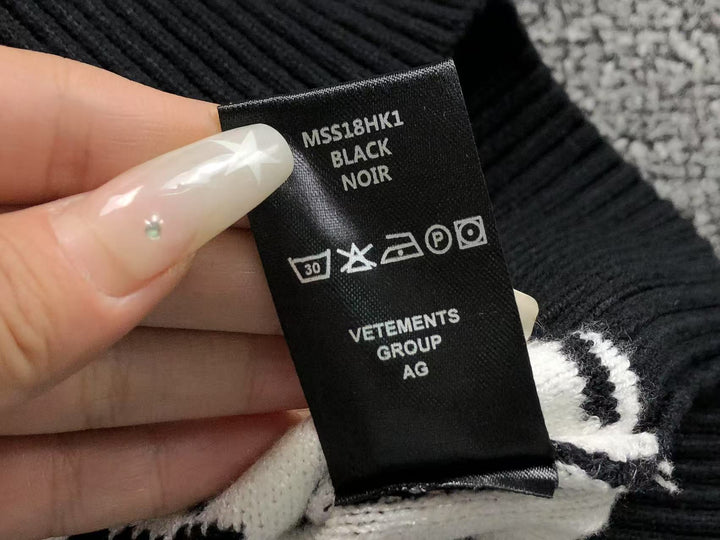 MSS18HK1
BLACK
NOIR
30 P
VETEMENTS
GROUP
AG